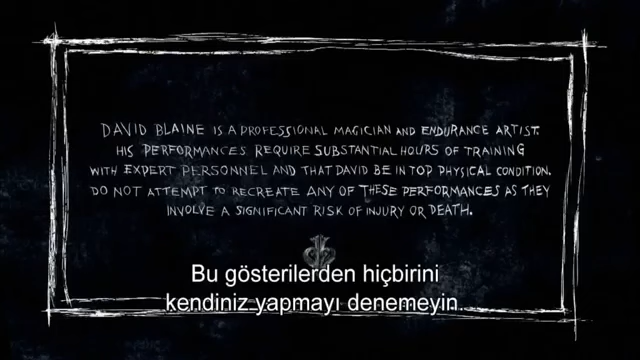 DAVID BLAINE IS A PROFESSIONAL MAGICIAN AND ENDURANCE ARTIST.
HIS PERFORMANCES REQUIRE SUBSTANTIAL HOURS OF TRAINING
WITH EXPERT PERSONNEL AND THAT DAVID BE IN TOP PHYSICAL CONDITION.
DO NOT ATTEMPT TO RECREATE ANY OF THESE PERFORMANCES AS THEY
INVOLVE A SIGNIFICANT RISK OF INJURY OR DEATH.
Bu gösterilerden hiçbirini
kendiniz yapmayı denemeyin.